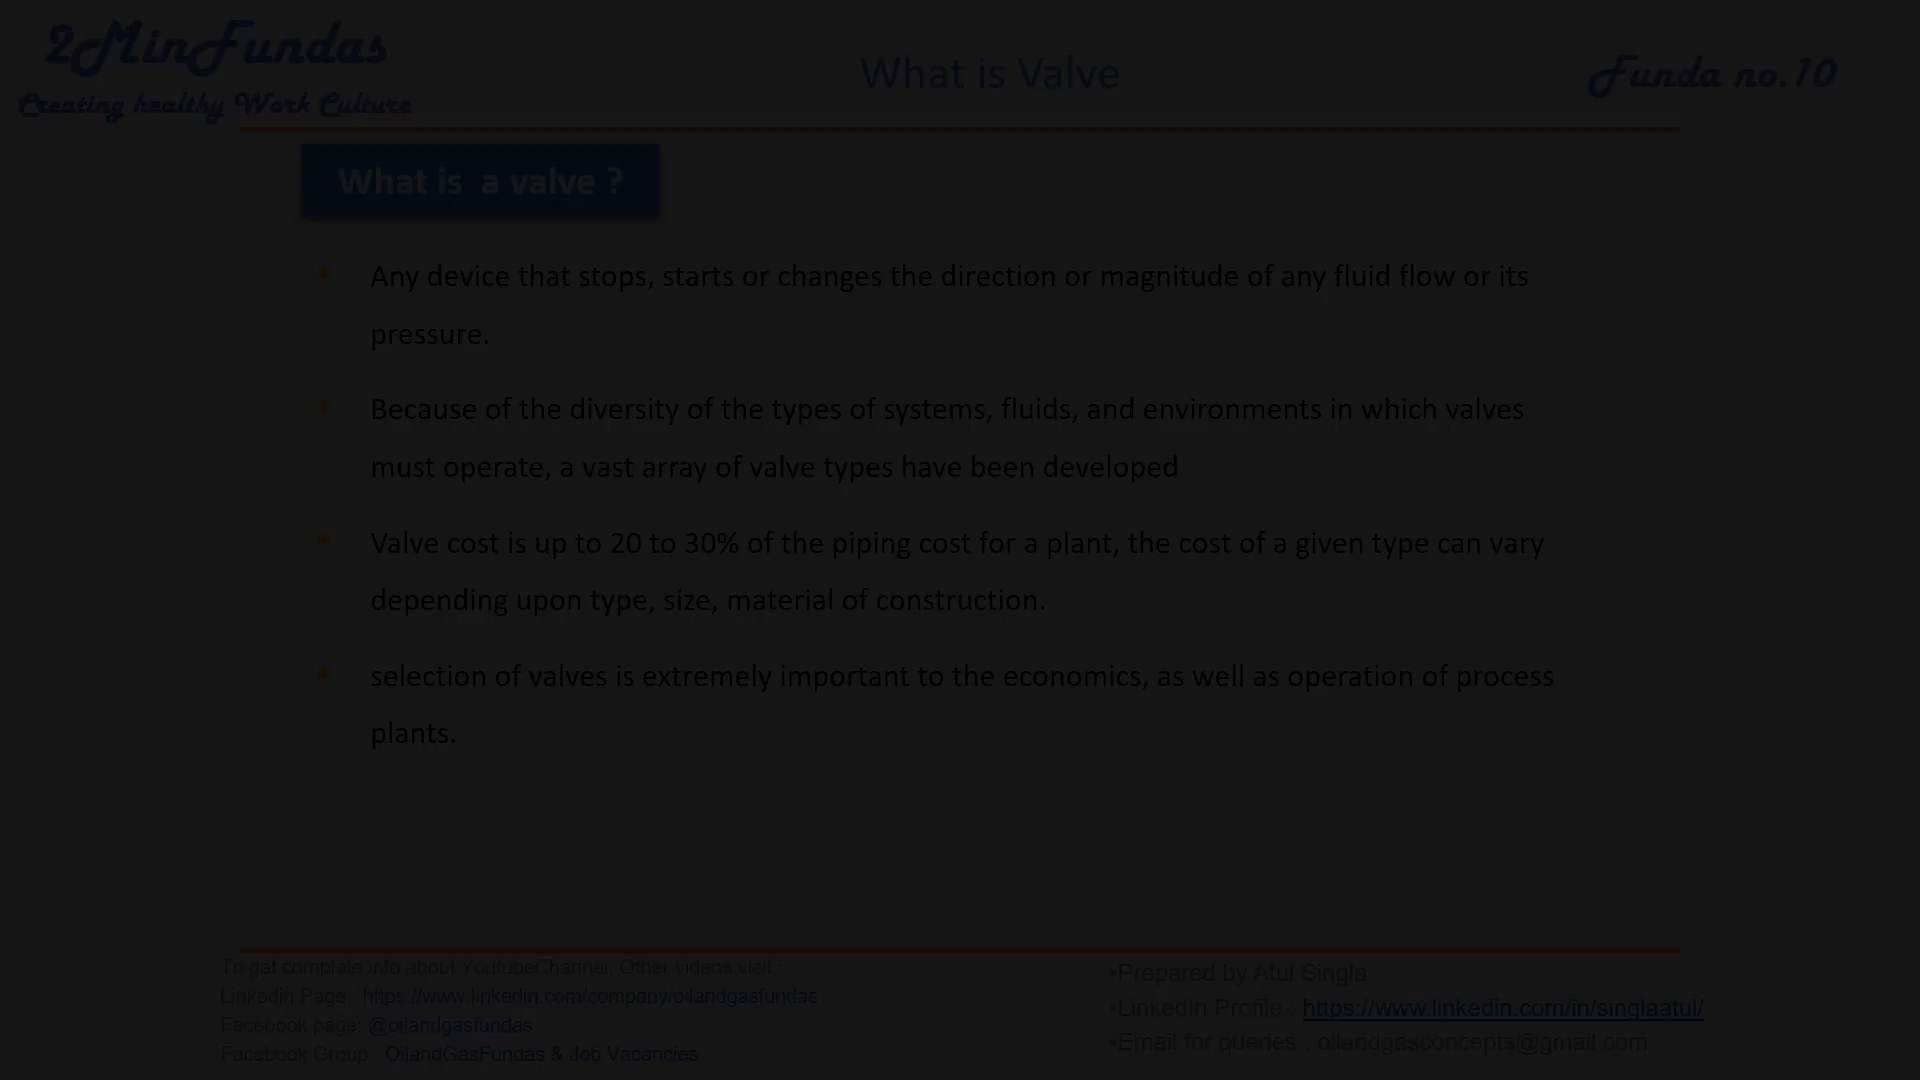 2MinFundas
Creating healthy Work Culture
What is Valve
Funda no.10
What is  a valve ?
Any device that stops, starts or changes the direction or magnitude of any fluid flow or its
pressure.
Because of the diversity of the types of systems, fluids, and environments in which valves
must operate, a vast array of valve types have been developed
Valve cost is up to 20 to 30% of the piping cost for a plant, the cost of a given type can vary
depending upon type, size, material of construction.
selection of valves is extremely important to the economics, as well as operation of process
plants.
To get complete info about YoutubeChannel, Other videos visit :
Linkedin Page : https://www.linkedin.com/company/oilandgasfundas
Facebook page: @oilandgasfundas
Facebook Group : OilandGasFundas & Job Vacancies
•Prepared by Atul Singla
•LinkedIn Profile : https://www.linkedin.com/in/singlaatul/
•Email for queries : oilandgasconcepts@gmail.com